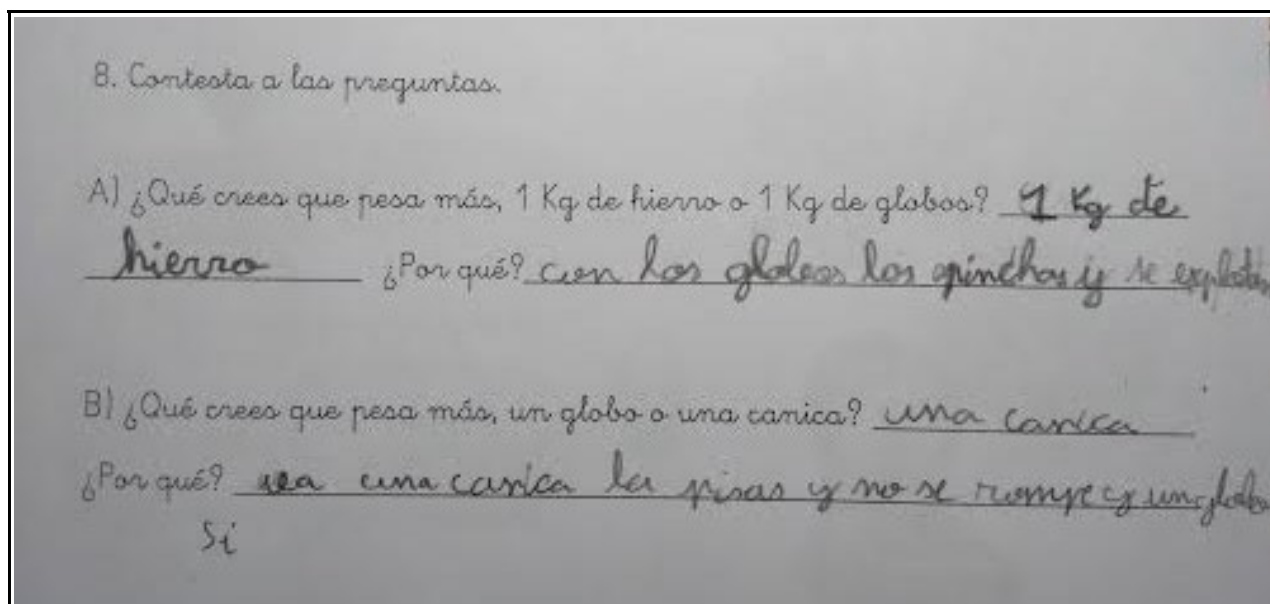 8. Contesta a las preguntas.
A) ¿Qué crees que pesa más, 1 Kg de hierro o 1 Kg de globos? 1 Kg de
hierro ¿Por qué? con los globos los pinchas y se explotan
B) ¿Qué crees que pesa más, un globo o una canica? una canica
¿Por qué? una canica la pisas y no se rompe y un globo
Si